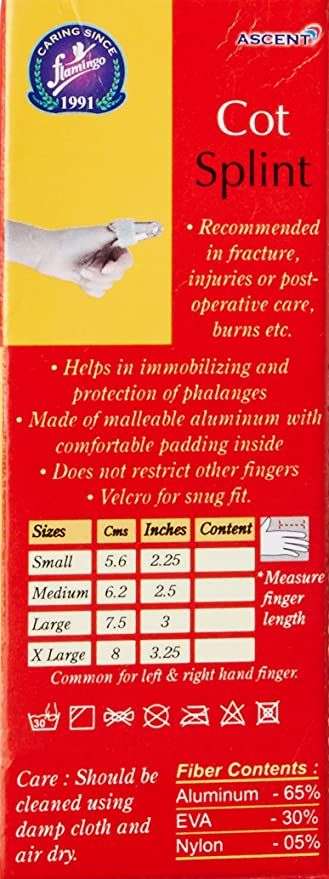 CARING SINCE
flamingo
1991
ASCENT
Cot
Splint
• Recommended
in fracture,
injuries or post-
operative care,
burns etc.
• Helps in immobilizing and
protection of phalanges
• Made of malleable aluminum with
comfortable padding inside
• Does not restrict other fingers
• Velcro for snug fit.
Sizes Cms Inches Content
Small 5.6 2.25
Medium 6.2 2.5
Large 7.5 3
X Large 8 3.25
*Measure
finger
length
Common for left & right hand finger.
30°
Care : Should be
cleaned using
damp cloth and
air dry.
Fiber Contents :
Aluminum - 65%
EVA - 30%
Nylon - 05%